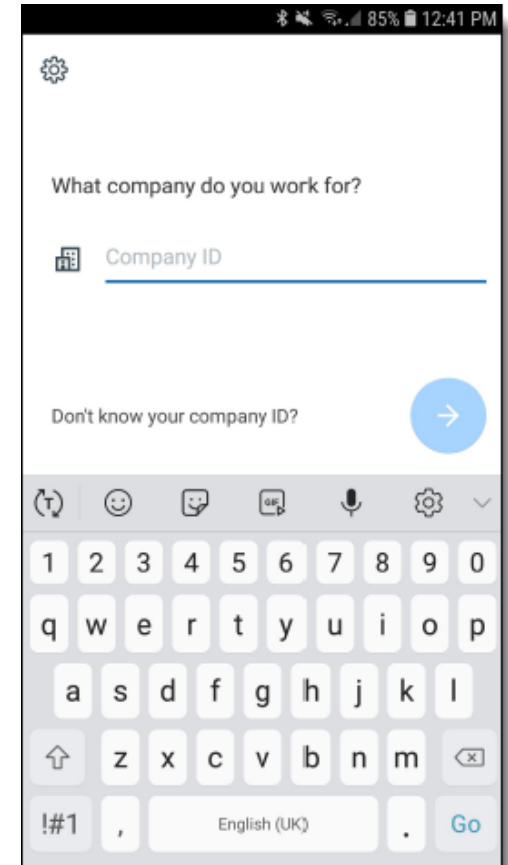 85% 12:41 PM
What company do you work for?
Company ID
Don't know your company ID?
T GIF
1 2 3 4 5 6 7 8 9 0
q w e r t y u i o p
a s d f g h j k l
z x c v b n m
!#1 , English (UK) . Go